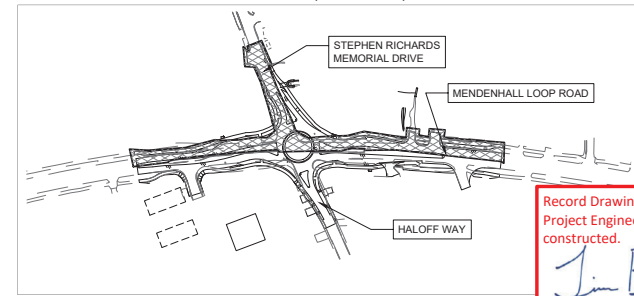 STEPHEN RICHARDS
MEMORIAL DRIVE
MENDENHALL LOOP ROAD
HALOFF WAY
Record Drawin
Project Engine
constructed.